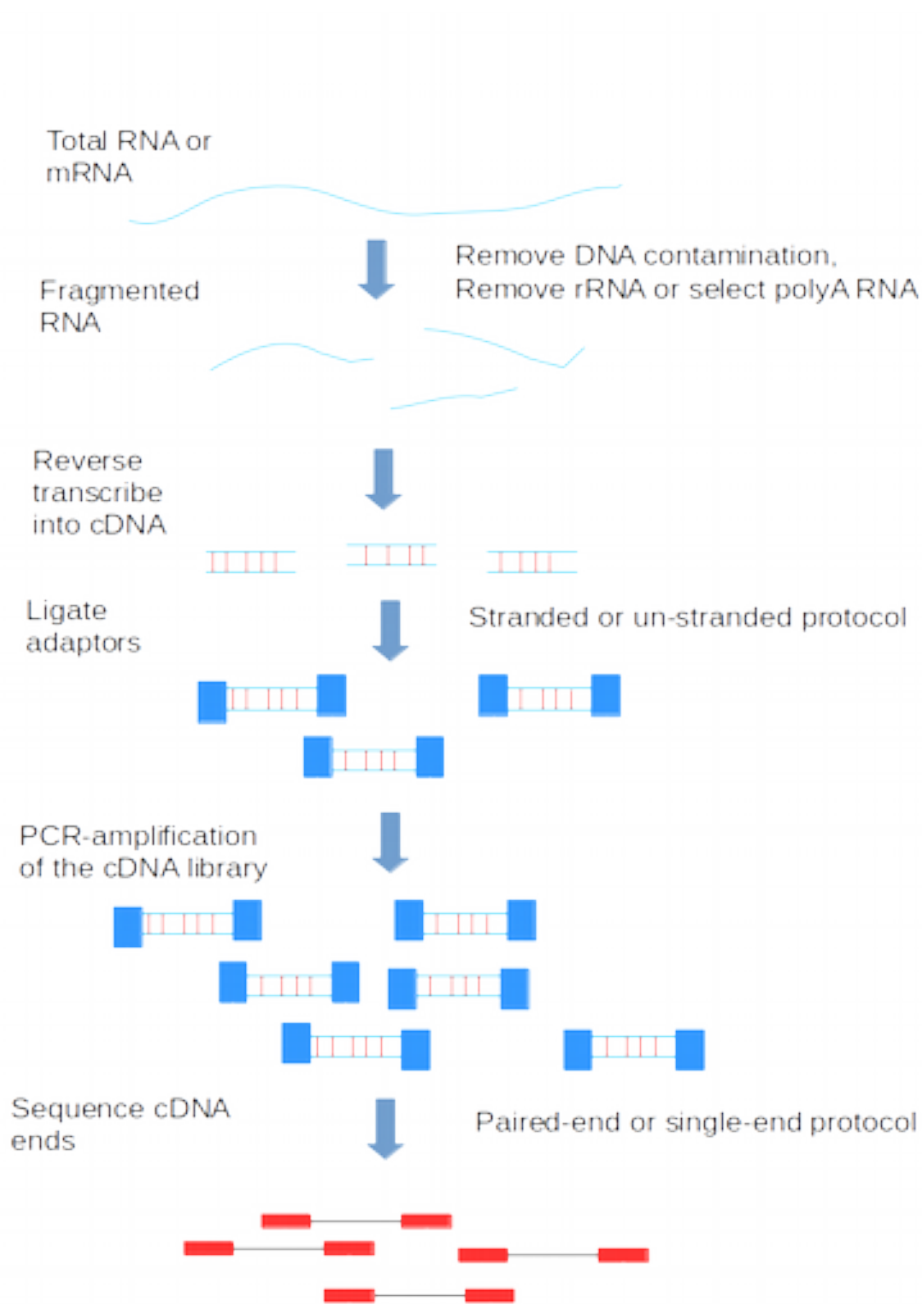 Total RNA or
mRNA
Remove DNA contamination,
Remove rRNA or select polyA RNA
Fragmented
RNA
Reverse
transcribe
into cDNA
Ligate
adaptors
Stranded or un-stranded protocol
PCR-amplification
of the cDNA library
Sequence cDNA
ends
Paired-end or single-end protocol